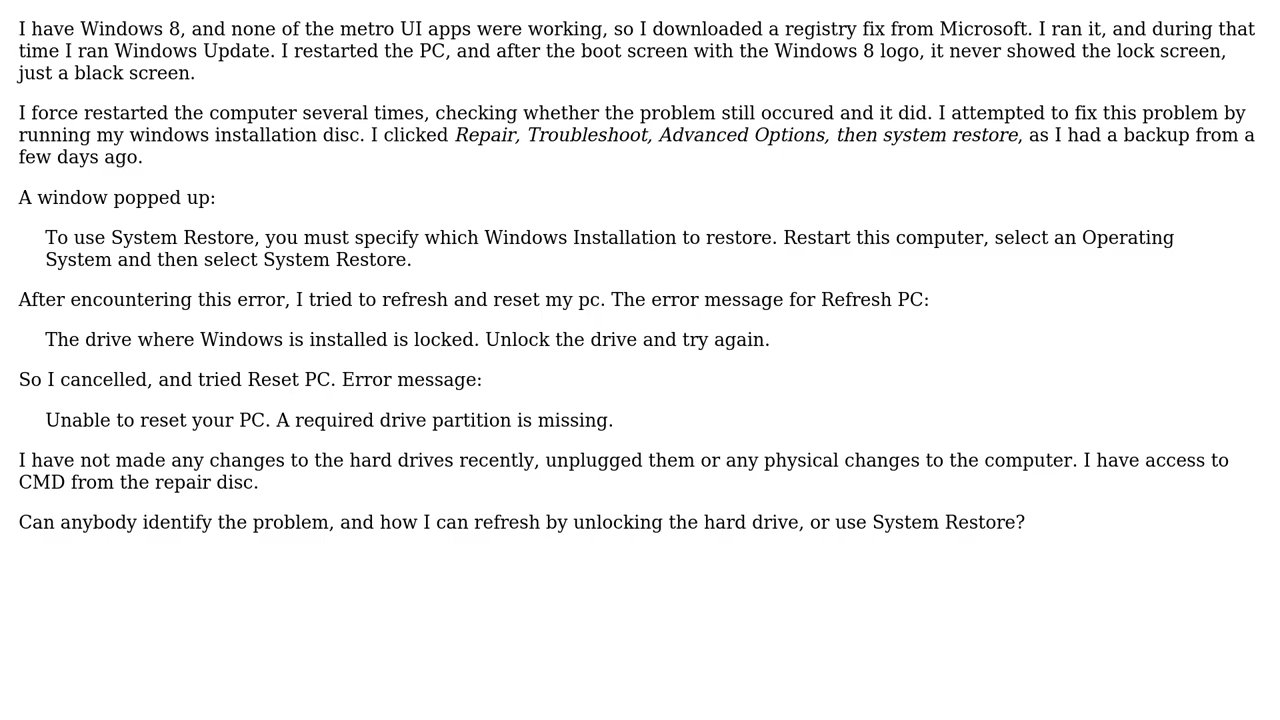 I have Windows 8, and none of the metro UI apps were working, so I downloaded a registry fix from Microsoft. I ran it, and during that
time I ran Windows Update. I restarted the PC, and after the boot screen with the Windows 8 logo, it never showed the lock screen,
just a black screen.
I force restarted the computer several times, checking whether the problem still occured and it did. I attempted to fix this problem by
running my windows installation disc. I clicked Repair, Troubleshoot, Advanced Options, then system restore, as I had a backup from a
few days ago.
A window popped up:
To use System Restore, you must specify which Windows Installation to restore. Restart this computer, select an Operating
System and then select System Restore.
After encountering this error, I tried to refresh and reset my pc. The error message for Refresh PC:
The drive where Windows is installed is locked. Unlock the drive and try again.
So I cancelled, and tried Reset PC. Error message:
Unable to reset your PC. A required drive partition is missing.
I have not made any changes to the hard drives recently, unplugged them or any physical changes to the computer. I have access to
CMD from the repair disc.
Can anybody identify the problem, and how I can refresh by unlocking the hard drive, or use System Restore?